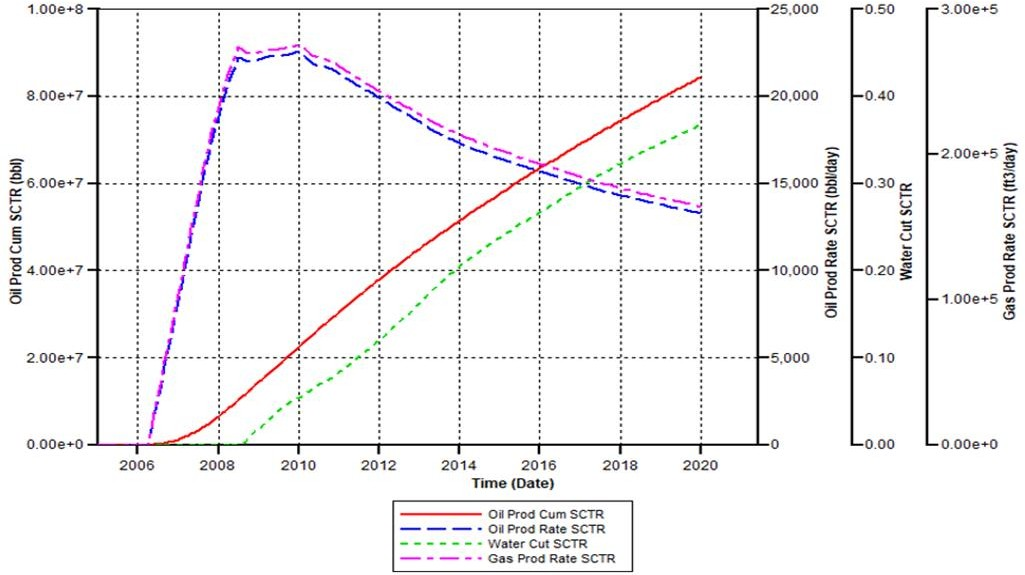 1.00e+8
8.00e+7
6.00e+7
4.00e+7
2.00e+7
0.00e+0
Oil Prod Cum SCTR (bbl)
25,000
20,000
15,000
10,000
5,000
0
Oil Prod Rate SCTR (bbl/day)
0.50
0.40
0.30
0.20
0.10
0.00
Water Cut SCTR
3.00e+5
2.00e+5
1.00e+5
0.00e+0
Gas Prod Rate SCTR (ft3/day)
2006 2008 2010 2012 2014 2016 2018 2020
Time (Date)
Oil Prod Cum SCTR
Oil Prod Rate SCTR
Water Cut SCTR
Gas Prod Rate SCTR